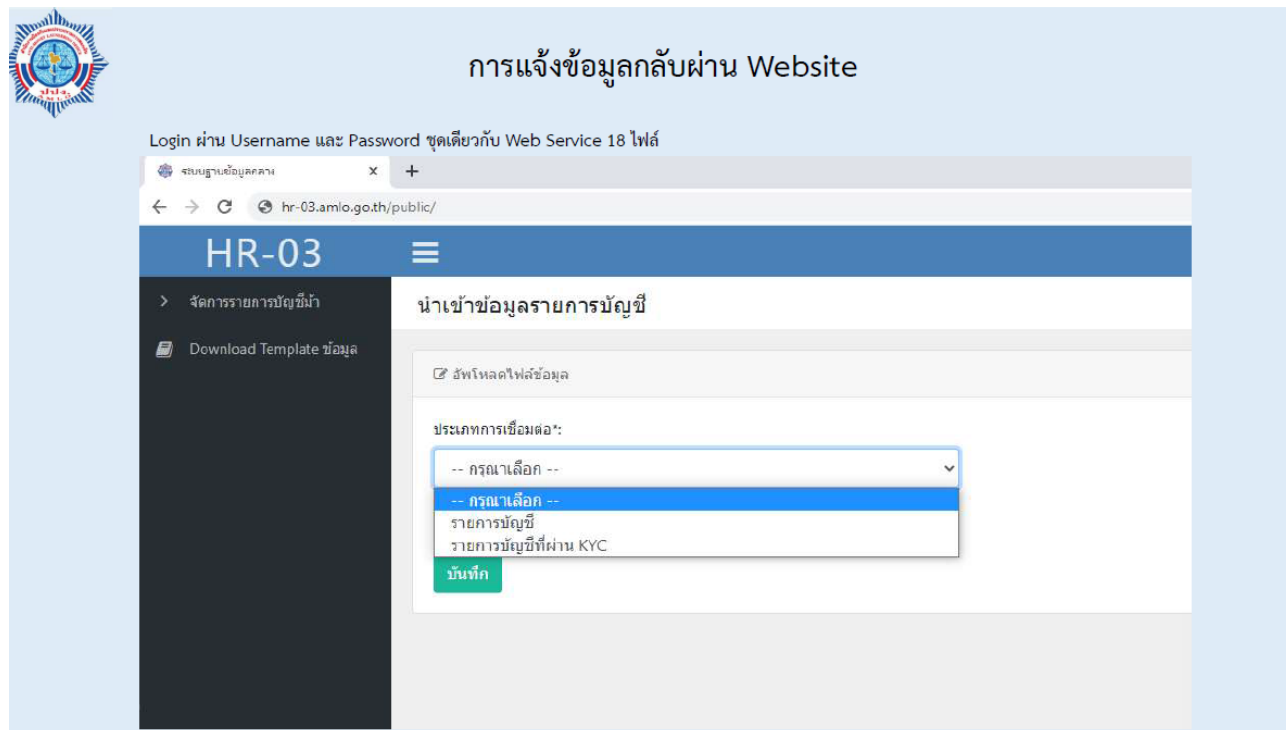 การแจ้งข้อมูลกลับผ่าน Website
Login ผ่าน Username และ Password ชุดเดียวกับ Web Service 18 ไฟล์
ระบบฐานข้อมูลกลาง
hr-03.amlo.go.th/public/
HR-03
จัดการรายการบัญชีม้า
นำเข้าข้อมูลรายการบัญชี
Download Template ข้อมูล
อัพโหลดไฟล์ข้อมูล
ประเภทการเชื่อมต่อ*:
-- กรุณาเลือก --
-- กรุณาเลือก --
รายการบัญชี
รายการบัญชีที่ผ่าน KYC
บันทึก